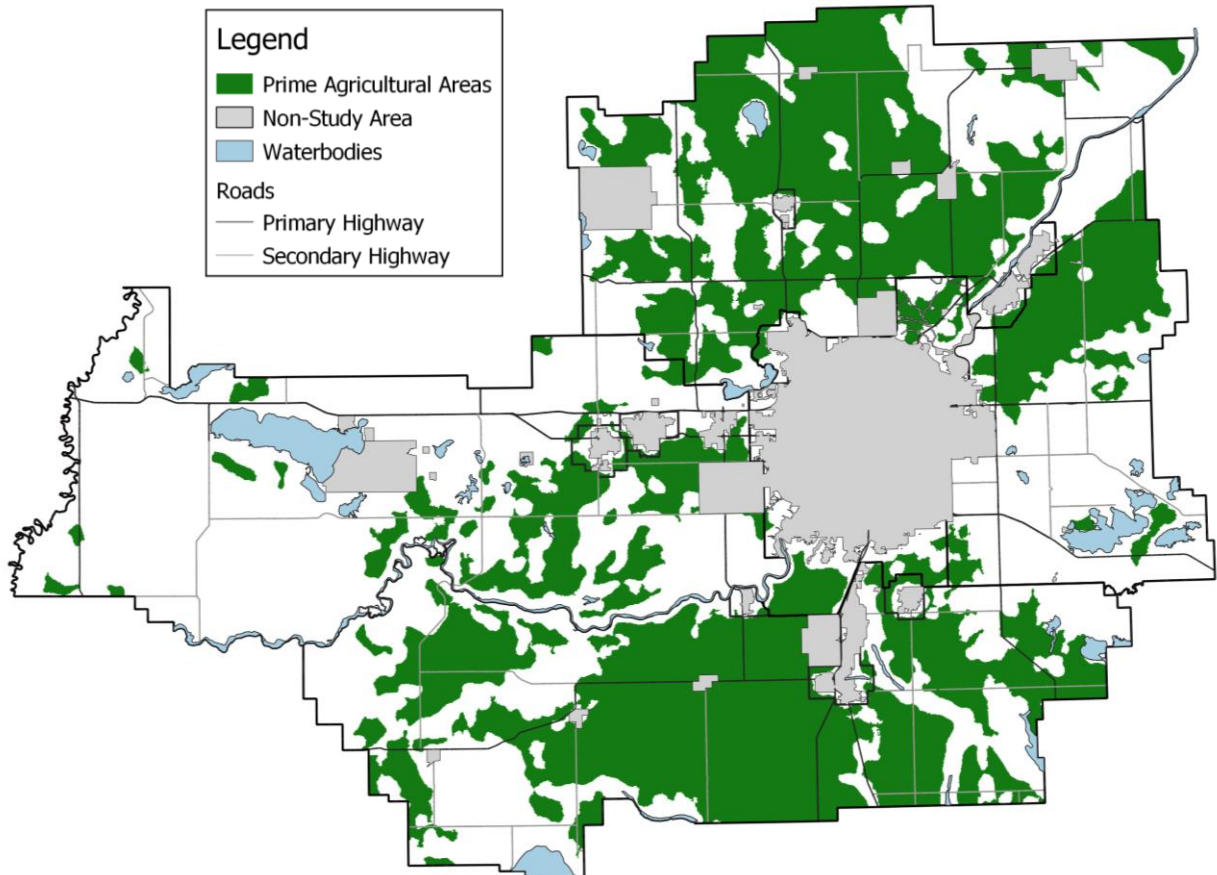 Legend
Prime Agricultural Areas
Non-Study Area
Waterbodies
Roads
Primary Highway
Secondary Highway